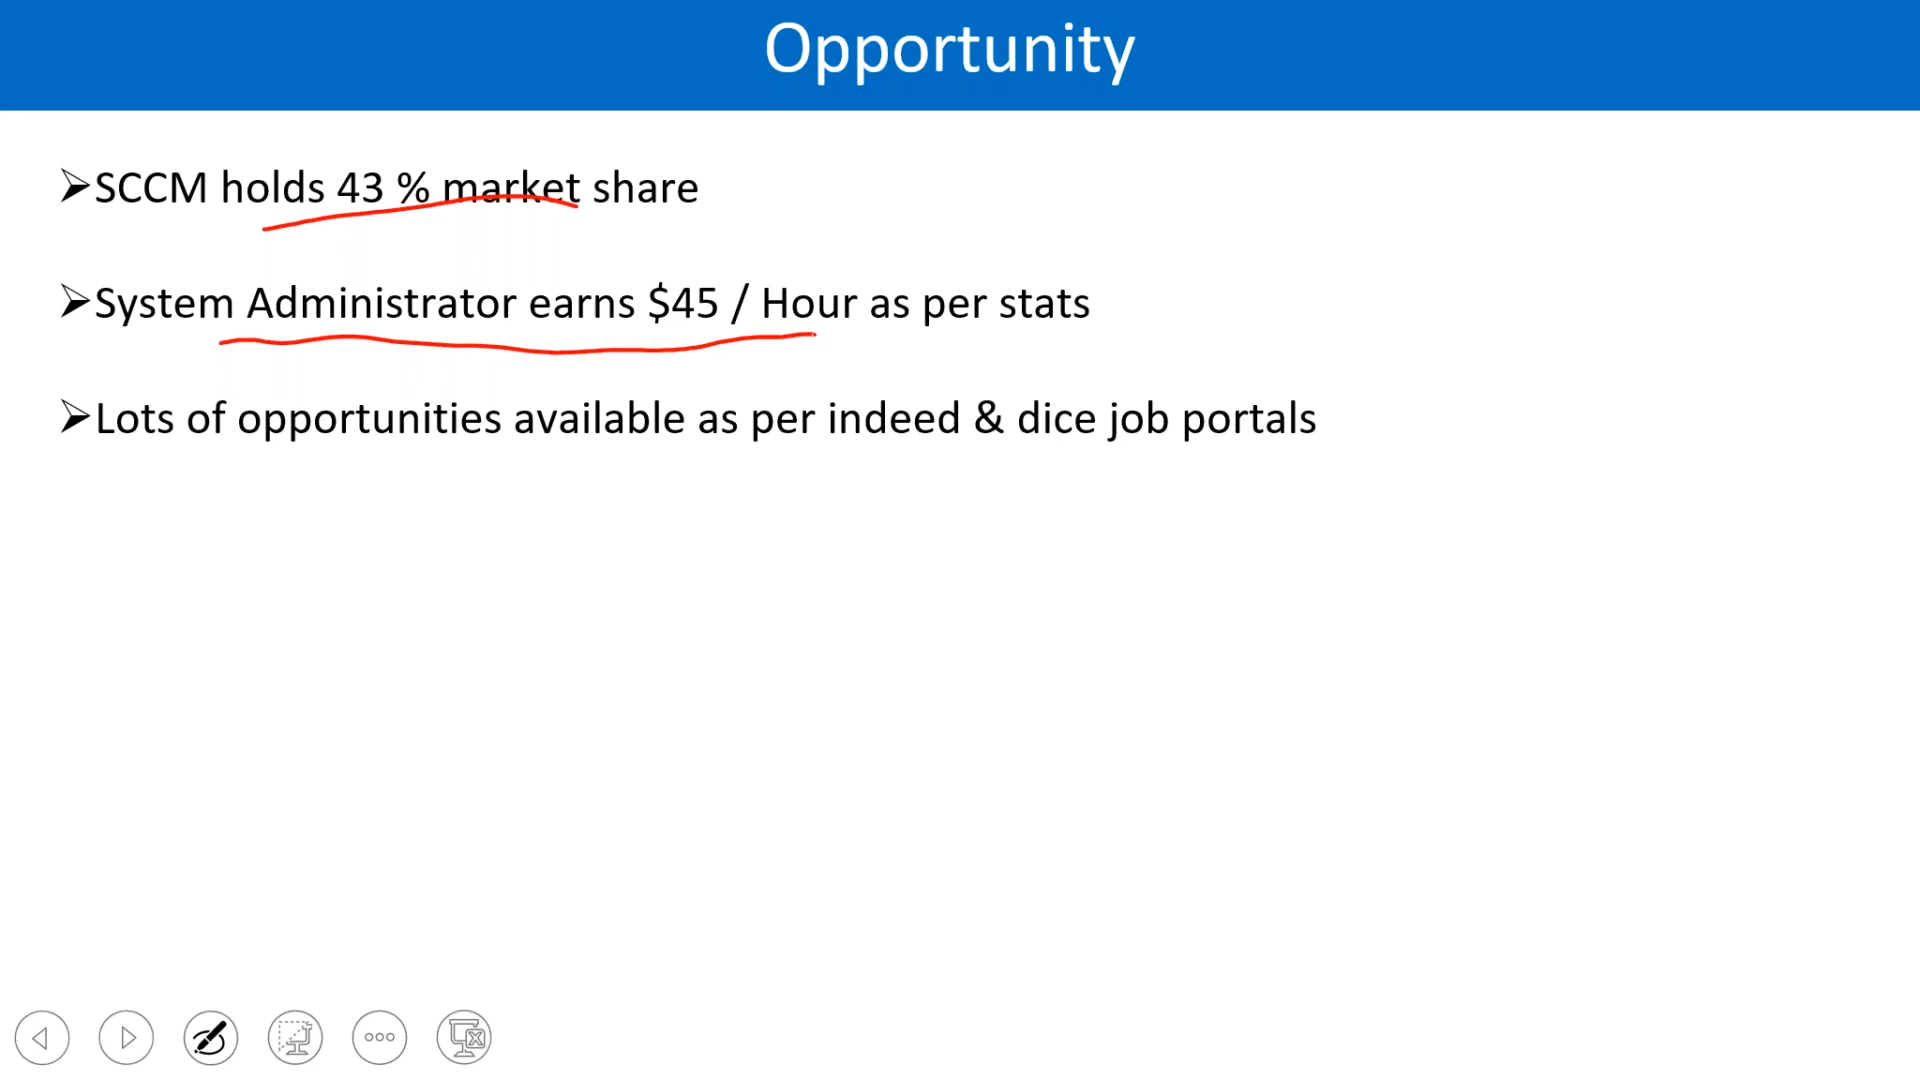 Opportunity
➢SCCM holds 43 % market share
➢System Administrator earns $45 / Hour as per stats
➢Lots of opportunities available as per indeed & dice job portals